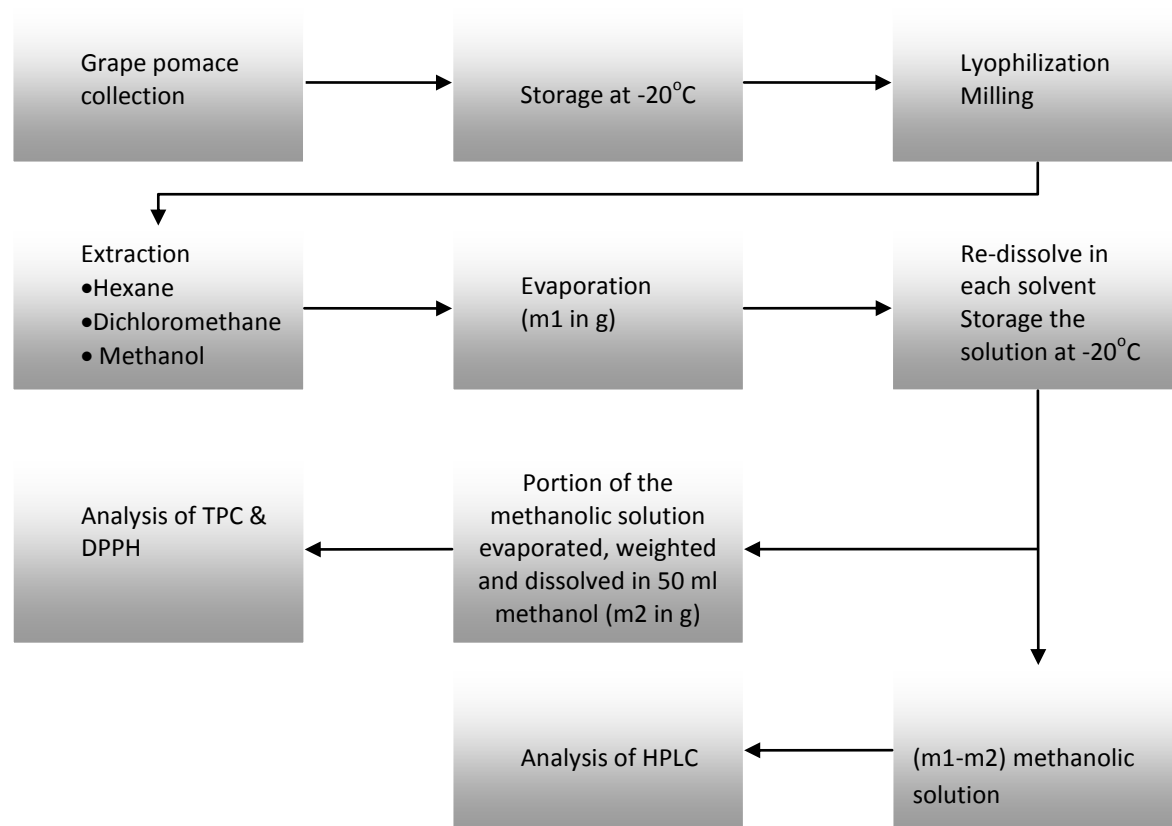 Grape pomace
collection
Storage at -20°C
Lyophilization
Milling
Extraction
•Hexane
•Dichloromethane
• Methanol
Evaporation
(m1 in g)
Re-dissolve in
each solvent
Storage the
solution at -20°C
Analysis of TPC &
DPPH
Portion of the
methanolic solution
evaporated, weighted
and dissolved in 50 ml
methanol (m2 in g)
Analysis of HPLC
(m1-m2) methanolic
solution